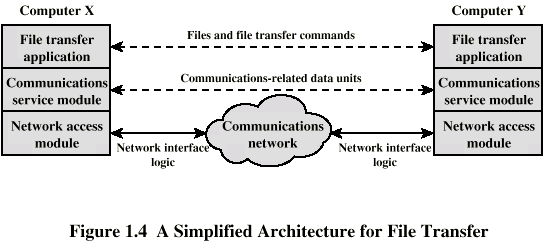 Computer X
Computer Y
File transfer
application
Files and file transfer commands
File transfer
application
Communications
service module
Communications-related data units
Communications
service module
Network access
module
Network interface
logic
Communications
network
Network interface
logic
Network access
module
Figure 1.4 A Simplified Architecture for File Transfer